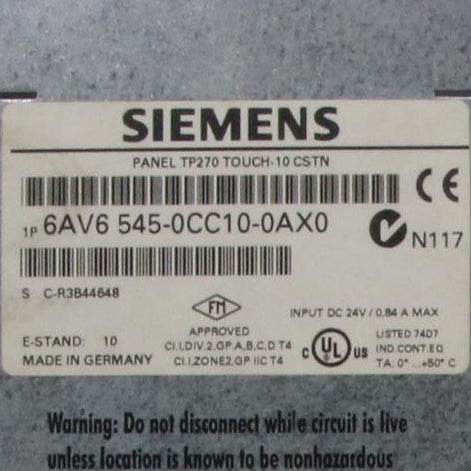 SIEMENS
PANEL TP270 TOUCH-10 CSTN
1P 6AV6 545-0CC10-0AX0
N117
S C-R3B44648
FM
APPROVED
INPUT DC 24V / 0,84 A MAX
E-STAND: 10
MADE IN GERMANY
CI.I,DIV.2,GP.A,B,C,D T4
CI.I,ZONE2,GP IIC T4
c UL us
LISTED 74D7
IND.CONT.EQ
TA: 0° ...+50° C
Warning: Do not disconnect while circuit is live
unless location is known to be nonhazardous